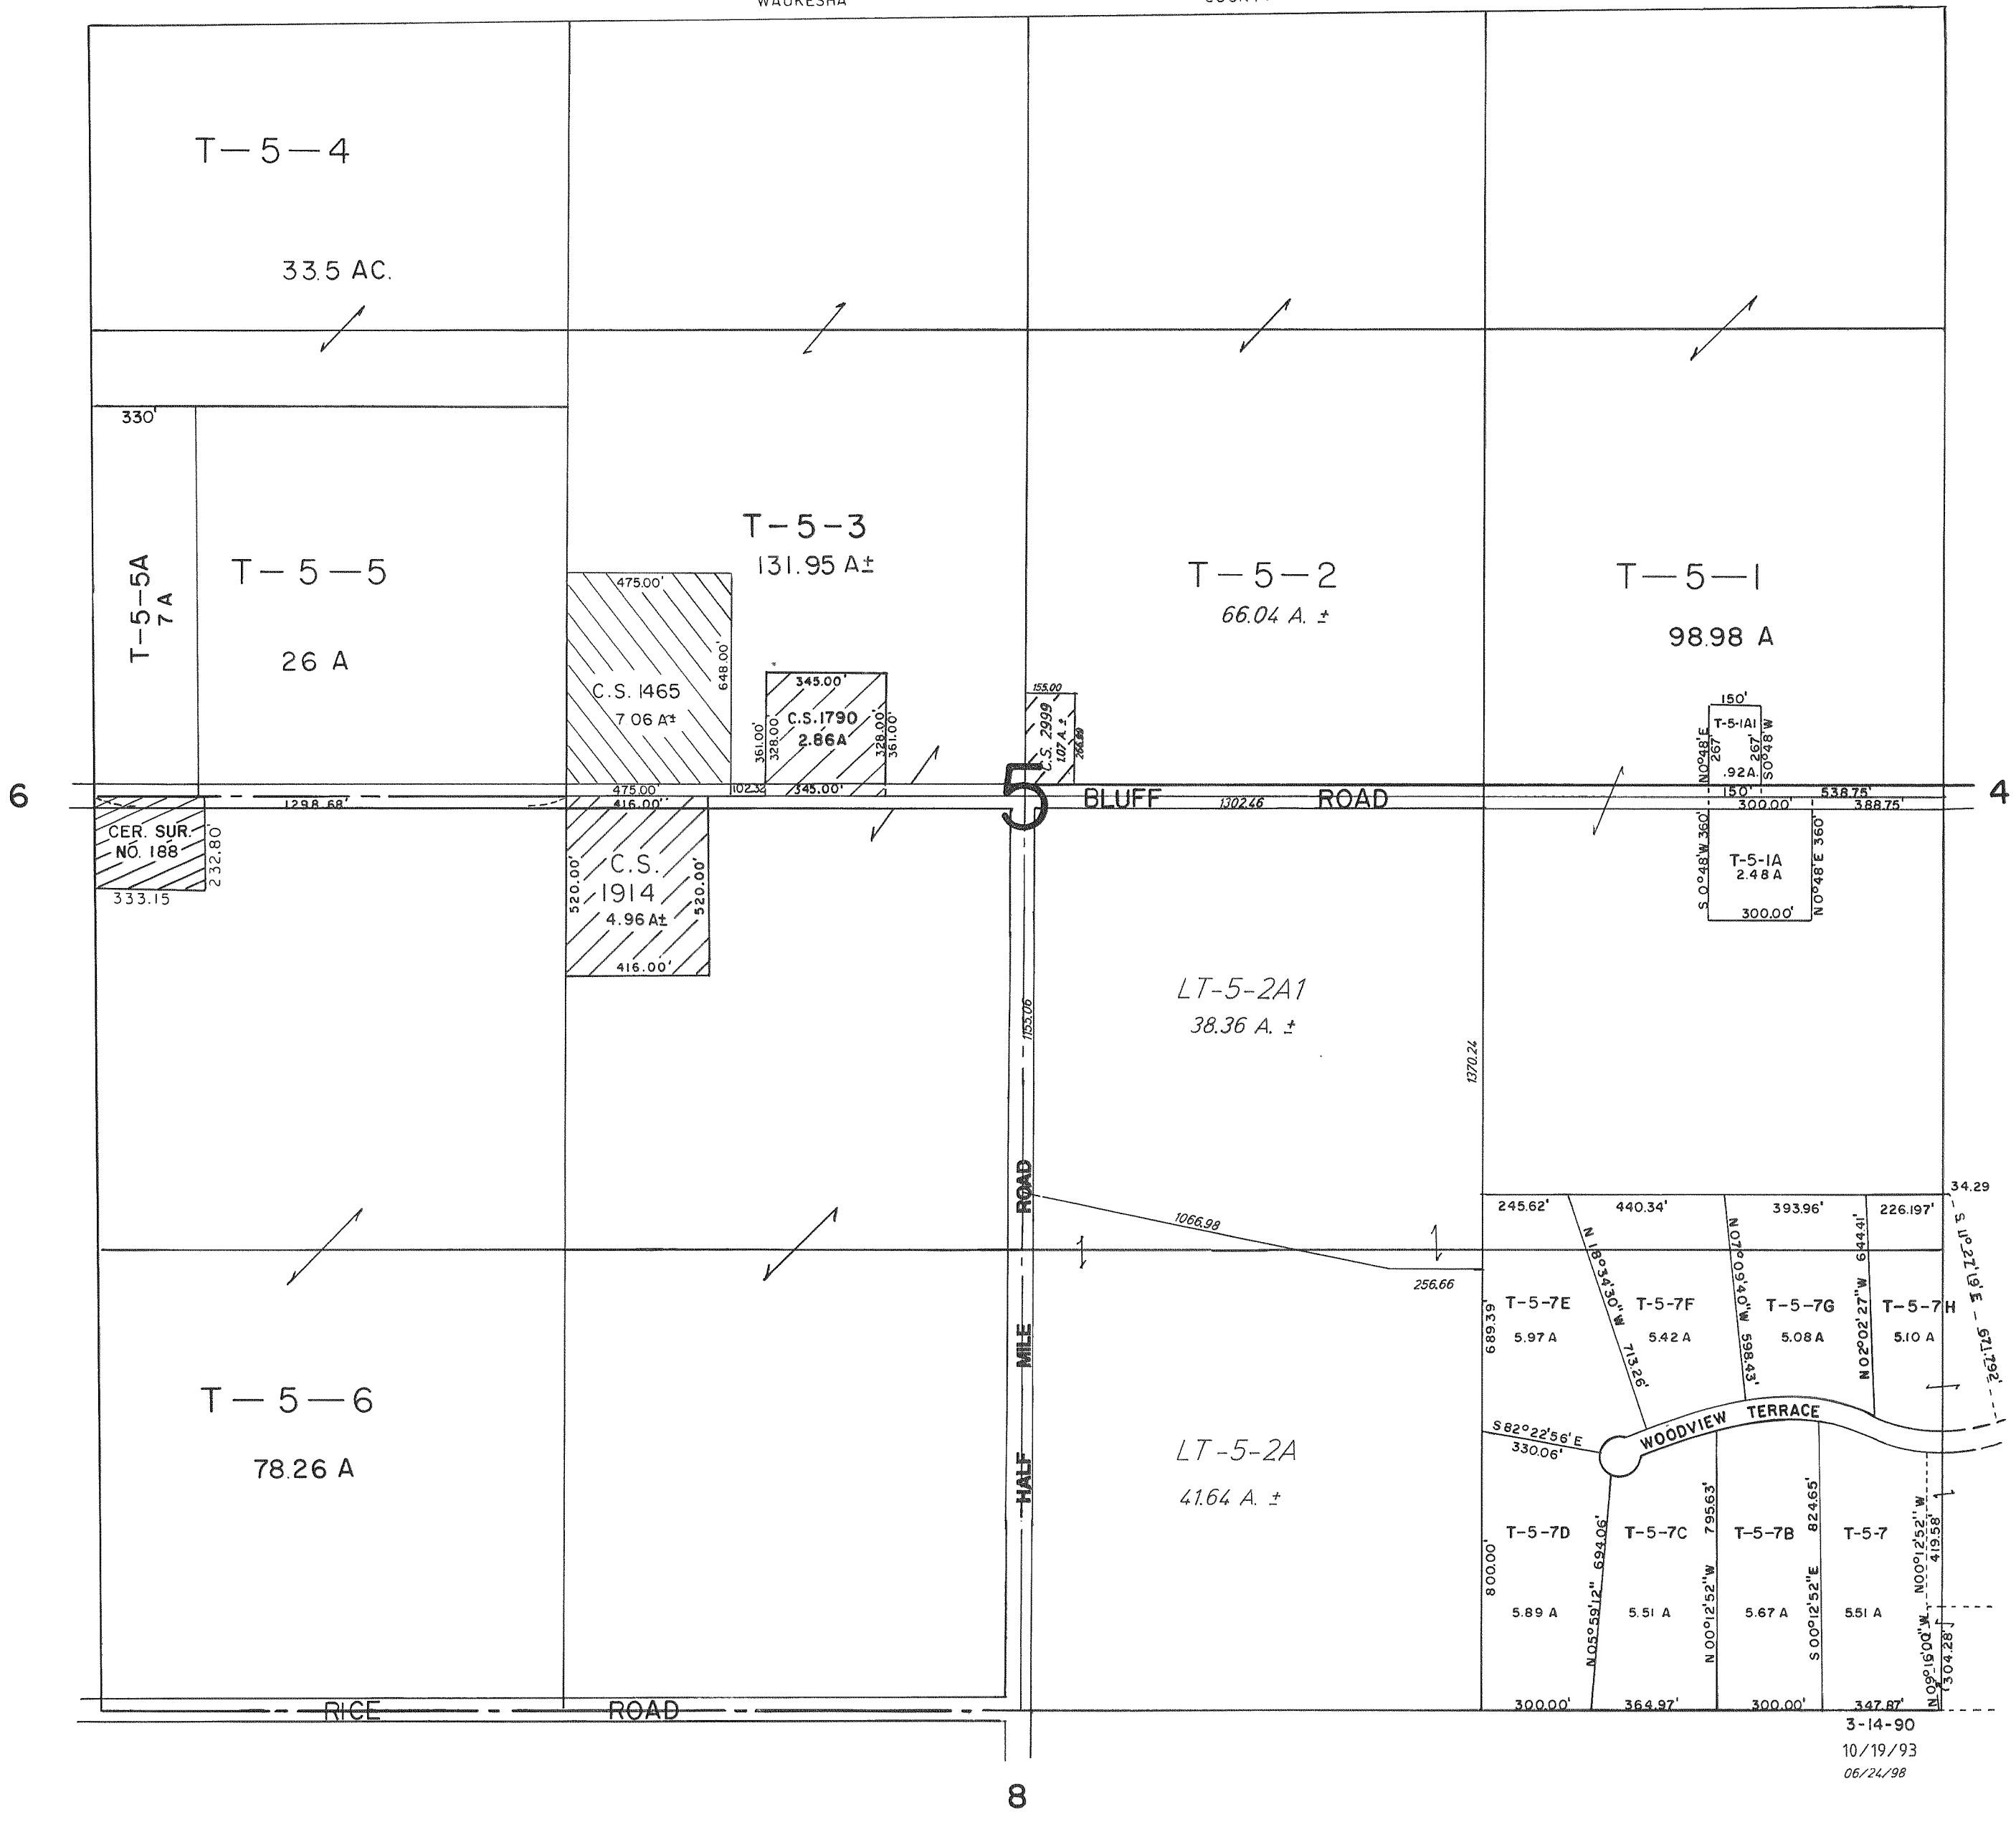 WAUKESHA
T-5-4
33.5 AC.
330'
T-5-5A
7 A
T-5-5
26 A
T-5-3
131.95 A±
475.00'
648.00'
C.S. 1465
7.06 A±
345.00'
361.00'
328.00'
C.S. 1790
2.86A
328.00'
361.00'
T-5-2
66.04 A. ±
155.00
C.S. 2999
1.07 A. ±
266.99
T-5-1
98.98 A
150'
T-5-1A1
N0°48'E
267'
267'
S0°48'W
.92A.
6
5
4
475.00'
102.32
345.00'
1298.68'
416.00'
BLUFF ROAD
1302.46
150'
538.75'
300.00'
388.75'
CER. SUR.
NO. 188
232.80'
333.15
C.S.
1914
4.96 A±
520.00'
520.00'
416.00'
S 0°48'W 360'
T-5-1A
2.48 A
N 0°48'E 360'
300.00'
LT-5-2A1
38.36 A. ±
1155.06
1370.24
HALF MILE ROAD
1066.98
256.66
34.29
245.62'
440.34'
393.96'
226.197'
S 11°27'19"E - 671.792'
N 18°34'30"W 713.26'
N 07°09'40"W 598.43'
N 02°02'27"W 644.41'
689.39
T-5-7E
5.97 A
T-5-7F
5.42 A
T-5-7G
5.08 A
T-5-7H
5.10 A
T-5-6
78.26 A
LT-5-2A
41.64 A. ±
S 82°22'56"E
330.06'
WOODVIEW TERRACE
800.00'
T-5-7D
5.89 A
N 05°59'12" 694.06'
T-5-7C
5.51 A
N 00°12'52"W 795.63'
T-5-7B
5.67 A
S 00°12'52"E 824.65'
T-5-7
5.51 A
N00°12'52"W
419.58'
N 09°16'00"W
304.28'
300.00'
364.97'
300.00'
347.87'
RICE ROAD
3-14-90
10/19/93
06/24/98
8